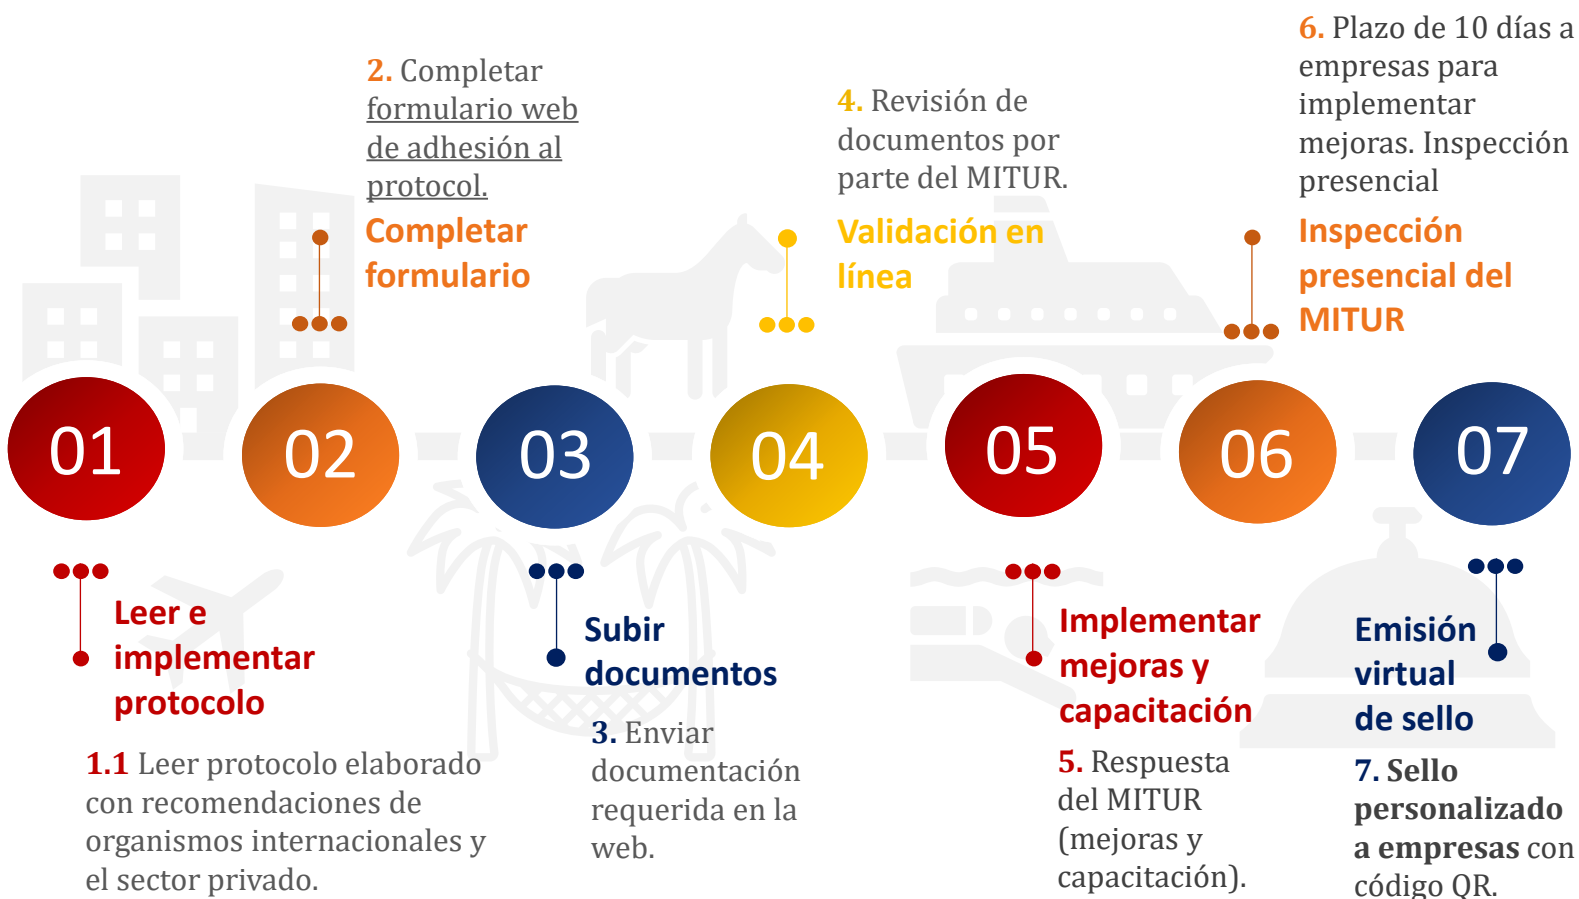 2. Completar
formulario web
de adhesión al
protocol.
Completar
formulario
4. Revisión de
documentos por
parte del MITUR.
Validación en
línea
6. Plazo de 10 días a
empresas para
implementar
mejoras. Inspección
presencial
Inspección
presencial del
MITUR
01
02
03
04
05
06
07
Leer e
implementar
protocolo
1.1 Leer protocolo elaborado
con recomendaciones de
organismos internacionales y
el sector privado.
Subir
documentos
3. Enviar
documentación
requerida en la
web.
Implementar
mejoras y
capacitación
5. Respuesta
del MITUR
(mejoras y
capacitación).
Emisión
virtual
de sello
7. Sello
personalizado
a empresas con
código QR.